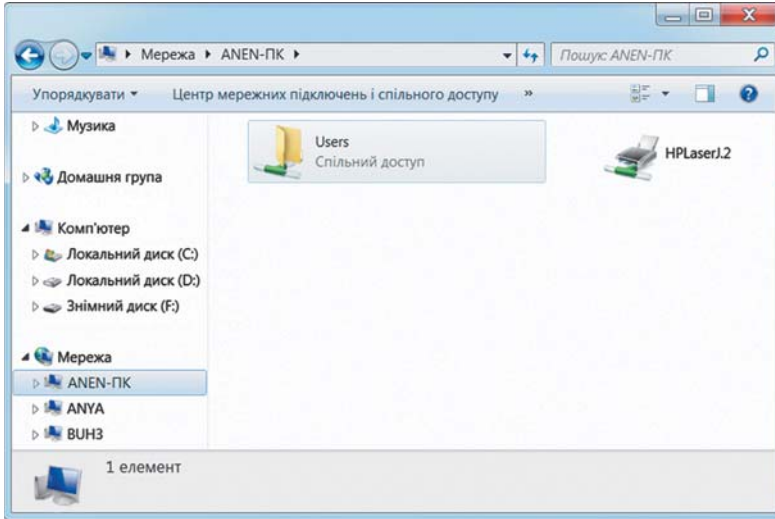 Мережа ANEN-ПК
Пошук: ANEN-ПК
Упорядкувати Центр мережних підключень і спільного доступу »
Музика
Домашня група
Комп'ютер
Локальний диск (C:)
Локальний диск (D:)
Знімний диск (F:)
Мережа
ANEN-ПК
ANYA
BUH3
Users
Спільний доступ
HPLaserJ.2
1 елемент